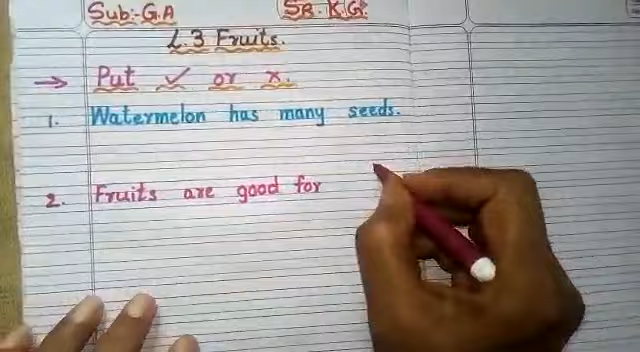 Sub:-G.A
SR. K.G.
L.3 Fruits.
→ Put ✓ or x.
1. Watermelon has many seeds.
2. Fruits are good for